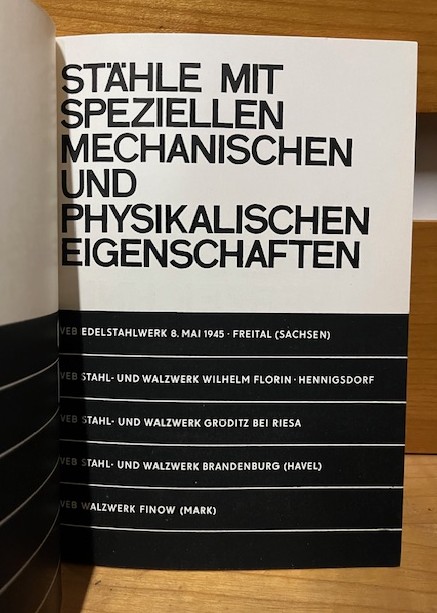 STÄHLE MIT
SPEZIELLEN
MECHANISCHEN
UND
PHYSIKALISCHEN
EIGENSCHAFTEN
VEB EDELSTAHLWERK 8. MAI 1945 · FREITAL (SACHSEN)
VEB STAHL- UND WALZWERK WILHELM FLORIN · HENNIGSDORF
VEB STAHL- UND WALZWERK GRÖDITZ BEI RIESA
VEB STAHL- UND WALZWERK BRANDENBURG (HAVEL)
VEB WALZWERK FINOW (MARK)